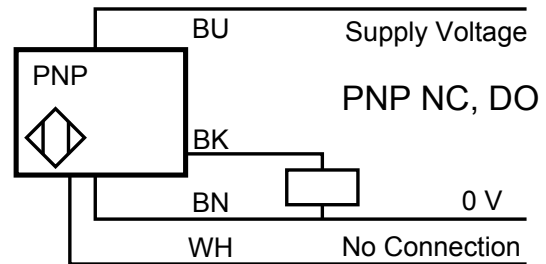 BU Supply Voltage
PNP
PNP NC, DO
BK
BN 0 V
WH No Connection